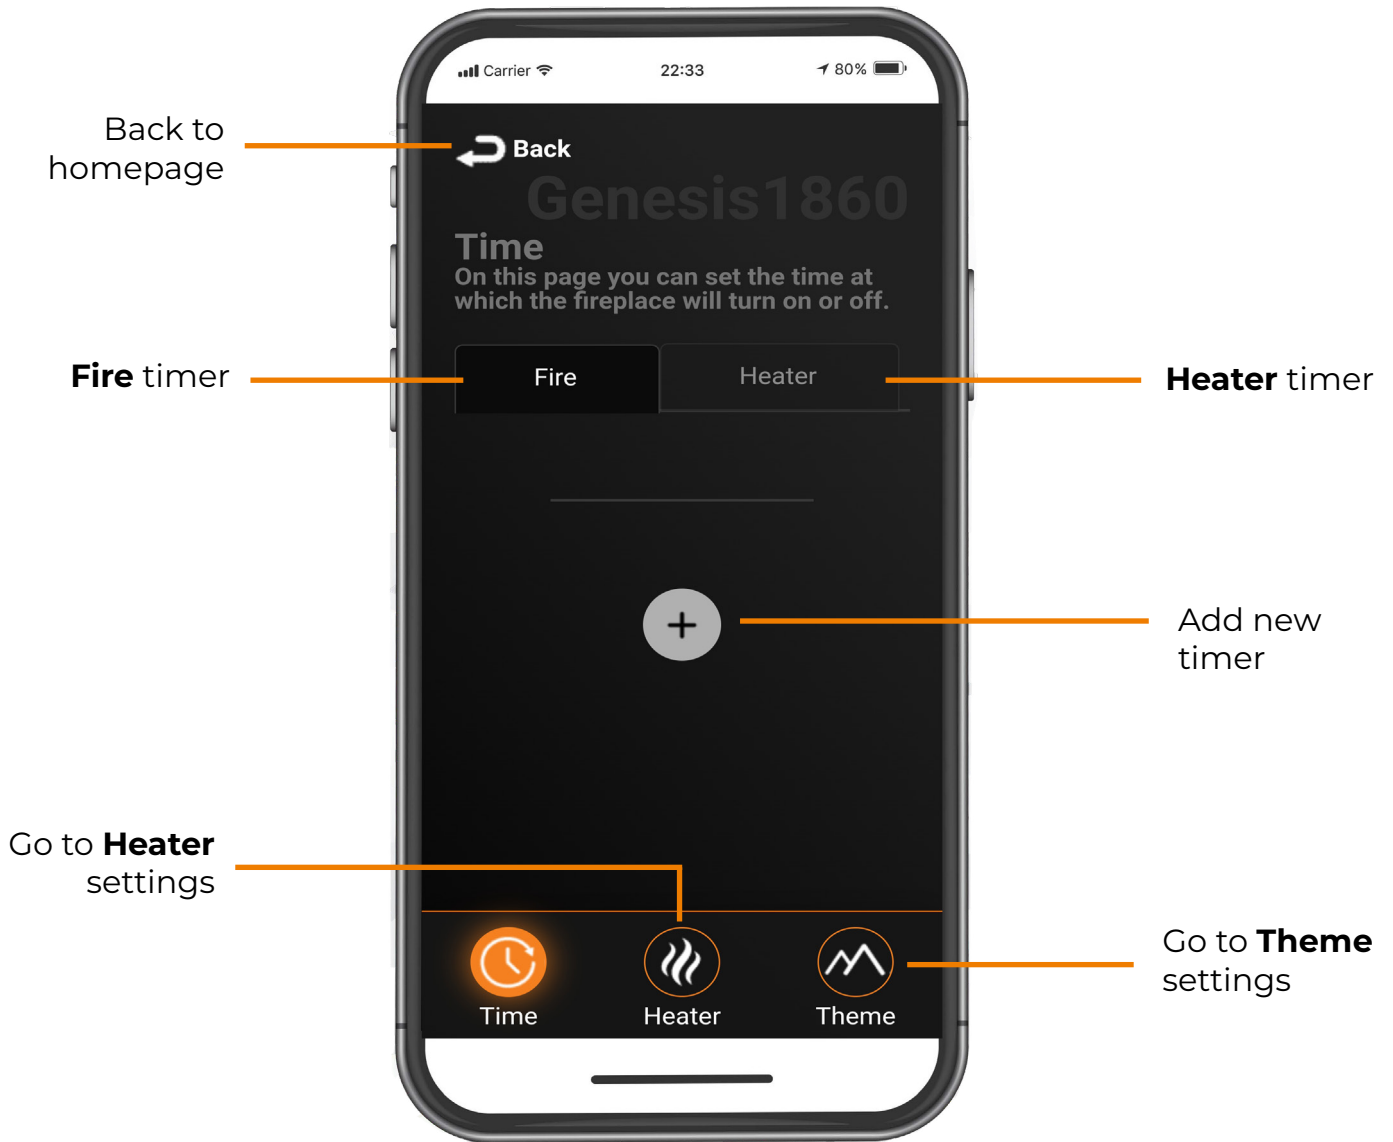 Carrier
22:33
80%
Back to
homepage
Back
Genesis1860
Time
On this page you can set the time at
which the fireplace will turn on or off.
Fire timer
Fire
Heater
Heater timer
+
Add new
timer
Go to Heater
settings
Go to Theme
settings
Time
Heater
Theme